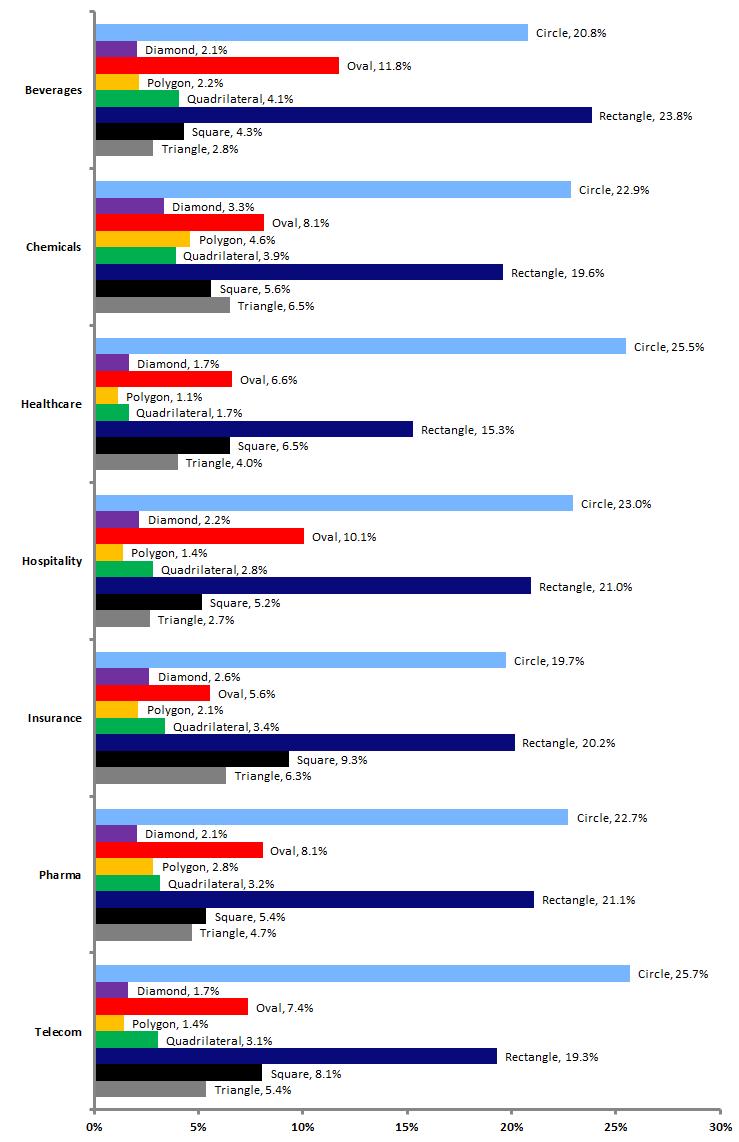 Circle, 20.8%
Diamond, 2.1%
Oval, 11.8%
Polygon, 2.2%
Beverages
Quadrilateral, 4.1%
Rectangle, 23.8%
Square, 4.3%
Triangle, 2.8%
Circle, 22.9%
Diamond, 3.3%
Oval, 8.1%
Polygon, 4.6%
Chemicals
Quadrilateral, 3.9%
Rectangle, 19.6%
Square, 5.6%
Triangle, 6.5%
Circle, 25.5%
Diamond, 1.7%
Oval, 6.6%
Polygon, 1.1%
Healthcare
Quadrilateral, 1.7%
Rectangle, 15.3%
Square, 6.5%
Triangle, 4.0%
Circle, 23.0%
Diamond, 2.2%
Oval, 10.1%
Polygon, 1.4%
Hospitality
Quadrilateral, 2.8%
Rectangle, 21.0%
Square, 5.2%
Triangle, 2.7%
Circle, 19.7%
Diamond, 2.6%
Oval, 5.6%
Polygon, 2.1%
Insurance
Quadrilateral, 3.4%
Rectangle, 20.2%
Square, 9.3%
Triangle, 6.3%
Circle, 22.7%
Diamond, 2.1%
Oval, 8.1%
Polygon, 2.8%
Pharma
Quadrilateral, 3.2%
Rectangle, 21.1%
Square, 5.4%
Triangle, 4.7%
Circle, 25.7%
Diamond, 1.7%
Oval, 7.4%
Polygon, 1.4%
Telecom
Quadrilateral, 3.1%
Rectangle, 19.3%
Square, 8.1%
Triangle, 5.4%
0% 5% 10% 15% 20% 25% 30%